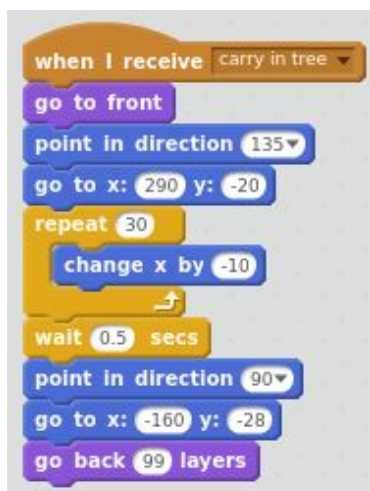 when I receive carry in tree
go to front
point in direction 135
go to x: 290 y: -20
repeat 30
change x by -10
wait 0.5 secs
point in direction 90
go to x: -160 y: -28
go back 99 layers